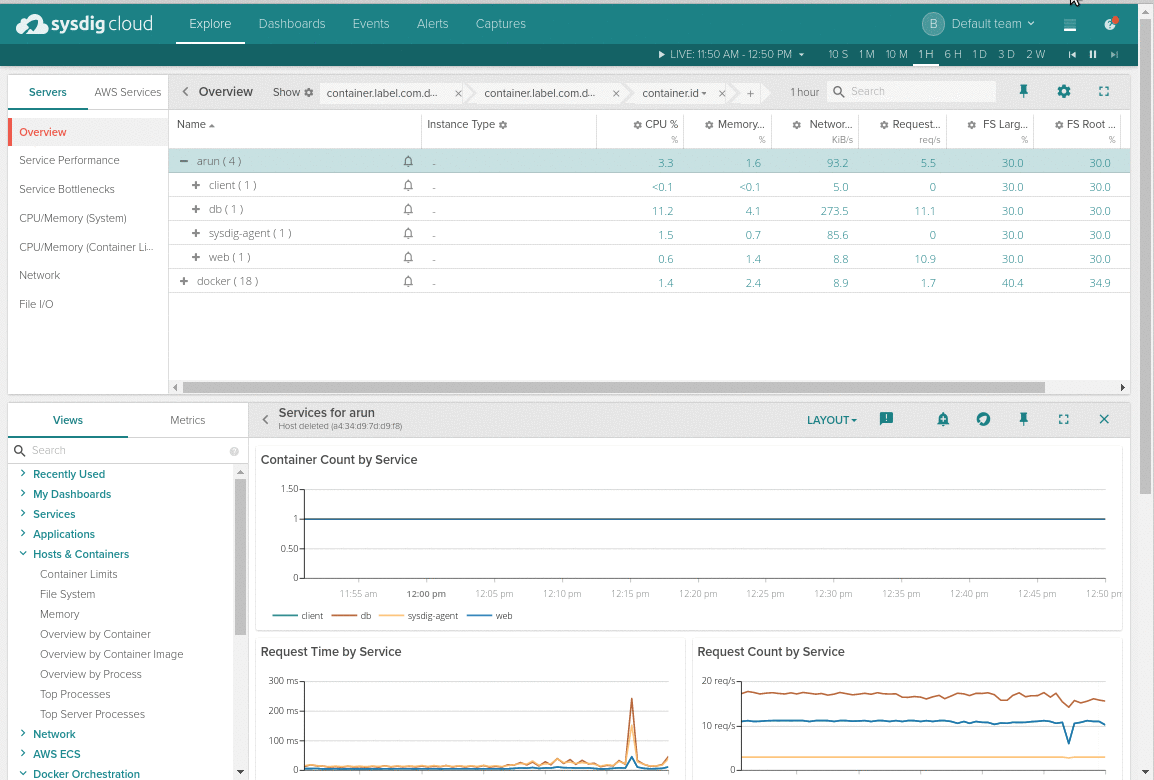 sysdig cloud Explore Dashboards Events Alerts Captures B Default team
LIVE: 11:50 AM - 12:50 PM 10 S 1 M 10 M 1 H 6 H 1 D 3 D 2 W
Servers AWS Services
Overview
Service Performance
Service Bottlenecks
CPU/Memory (System)
CPU/Memory (Container Li...
Network
File I/O
Overview Show container.label.com.d... × container.label.com.d... × container.id × + 1 hour Search
Name Instance Type CPU % Memory... Networ... Request... FS Larg... FS Root ...
% % KiB/s req/s % %
− arun ( 4 ) - 3.3 1.6 93.2 5.5 30.0 30.0
+ client ( 1 ) - <0.1 <0.1 5.0 0 30.0 30.0
+ db ( 1 ) - 11.2 4.1 273.5 11.1 30.0 30.0
+ sysdig-agent ( 1 ) - 1.5 0.7 85.6 0 30.0 30.0
+ web ( 1 ) - 0.6 1.4 8.8 10.9 30.0 30.0
+ docker ( 18 ) - 1.4 2.4 8.9 1.7 40.4 34.9
Views Metrics
Search
Recently Used
My Dashboards
Services
Applications
Hosts & Containers
Container Limits
File System
Memory
Overview by Container
Overview by Container Image
Overview by Process
Top Processes
Top Server Processes
Network
AWS ECS
Docker Orchestration
Services for arun LAYOUT
Host deleted (a4:34:d9:7d:d9:f8)
Container Count by Service
1.50
1
0.50
0
11:55 am 12:00 pm 12:05 pm 12:10 pm 12:15 pm 12:20 pm 12:25 pm 12:30 pm 12:35 pm 12:40 pm 12:45 pm 12:50 pm
client db sysdig-agent web
Request Time by Service
300 ms
200 ms
100 ms
0
Request Count by Service
20 req/s
10 req/s
0